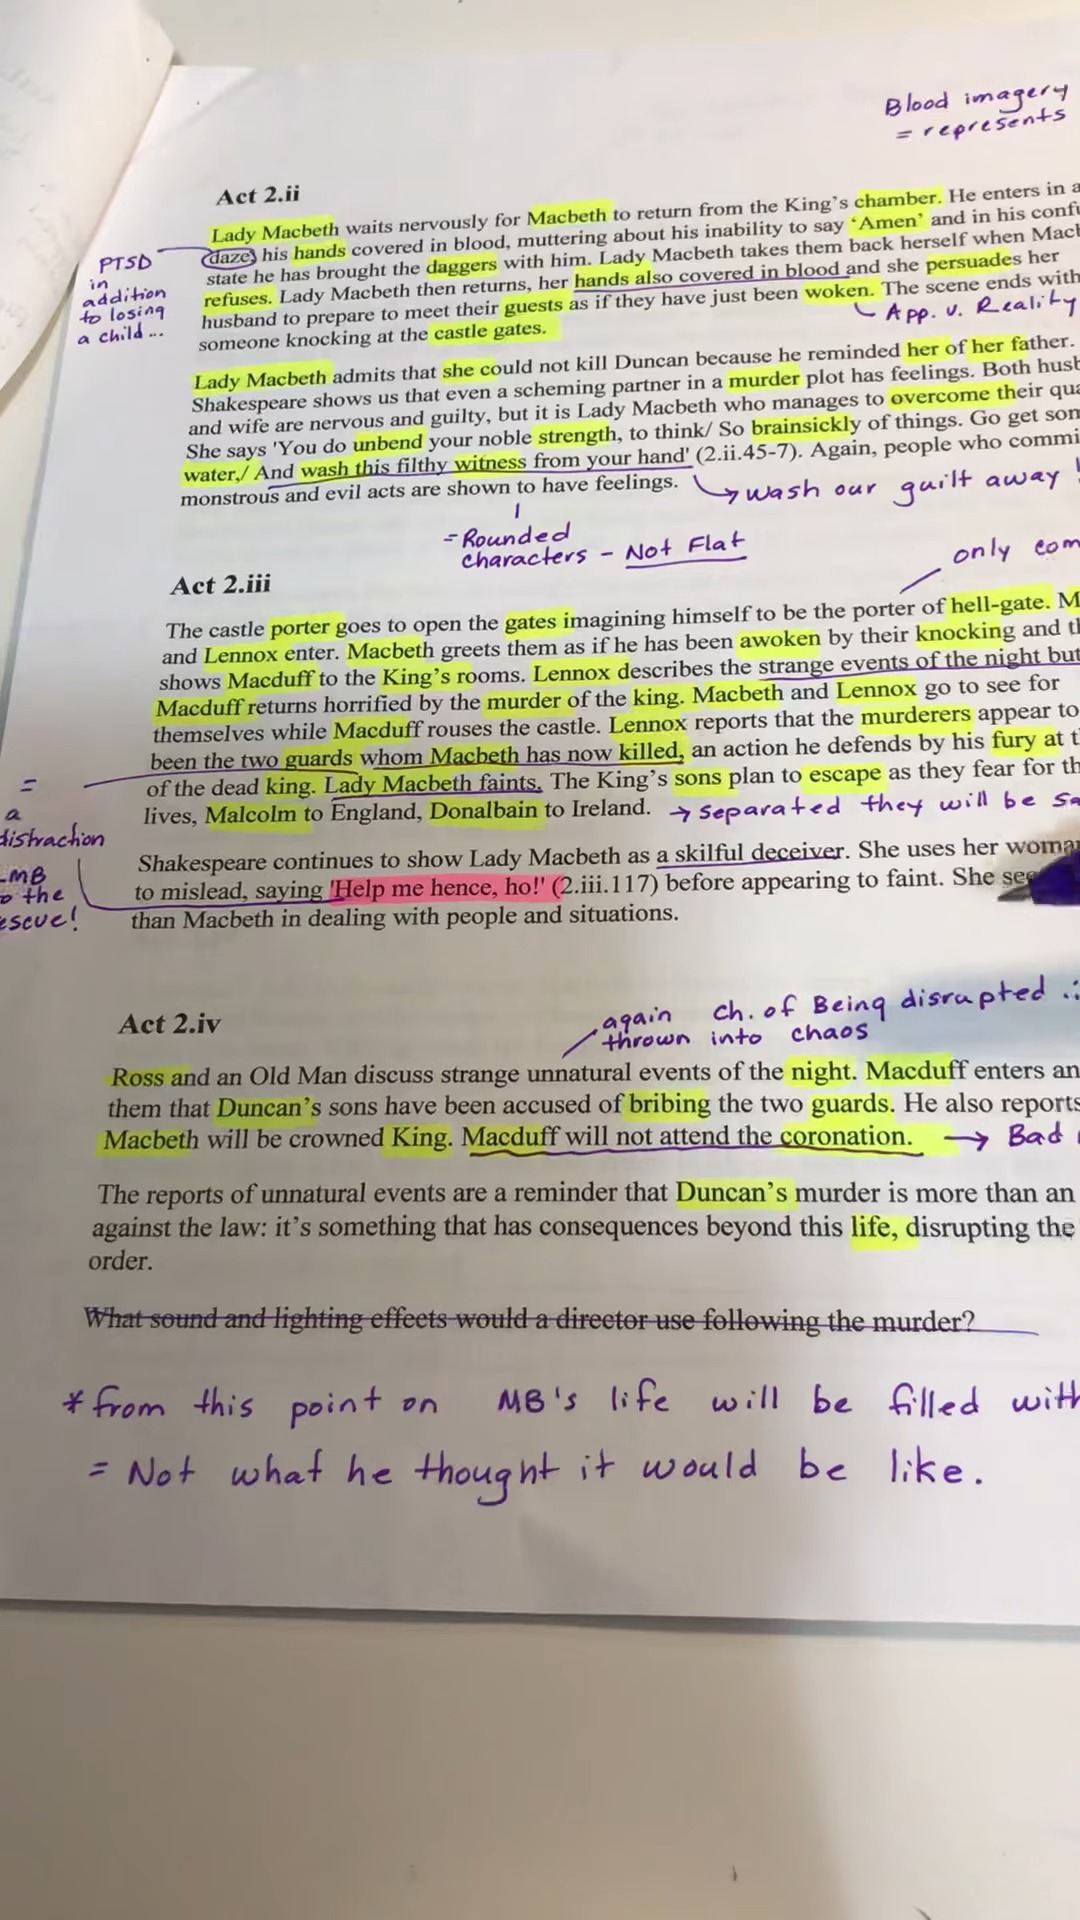 Blood imagery
= represents
Act 2.ii
Lady Macbeth waits nervously for Macbeth to return from the King's chamber. He enters in a
daze, his hands covered in blood, muttering about his inability to say 'Amen' and in his confu
state he has brought the daggers with him. Lady Macbeth takes them back herself when Macb
refuses. Lady Macbeth then returns, her hands also covered in blood and she persuades her
husband to prepare to meet their guests as if they have just been woken. The scene ends with
someone knocking at the castle gates.
PTSD
in
addition
to losing
a child...
App. v. Reality
Lady Macbeth admits that she could not kill Duncan because he reminded her of her father.
Shakespeare shows us that even a scheming partner in a murder plot has feelings. Both husb
and wife are nervous and guilty, but it is Lady Macbeth who manages to overcome their qua
She says 'You do unbend your noble strength, to think/ So brainsickly of things. Go get som
water,/ And wash this filthy witness from your hand' (2.ii.45-7). Again, people who commi
monstrous and evil acts are shown to have feelings.
→ wash our guilt away!
= Rounded
characters - Not Flat
only com
Act 2.iii
The castle porter goes to open the gates imagining himself to be the porter of hell-gate. M
and Lennox enter. Macbeth greets them as if he has been awoken by their knocking and th
shows Macduff to the King's rooms. Lennox describes the strange events of the night but
Macduff returns horrified by the murder of the king. Macbeth and Lennox go to see for
themselves while Macduff rouses the castle. Lennox reports that the murderers appear to
been the two guards whom Macbeth has now killed, an action he defends by his fury at t
of the dead king. Lady Macbeth faints. The King's sons plan to escape as they fear for th
lives, Malcolm to England, Donalbain to Ireland. → separated they will be sa
=
a
distraction
LMB
to the
rescue!
Shakespeare continues to show Lady Macbeth as a skilful deceiver. She uses her woma
to mislead, saying 'Help me hence, ho!' (2.iii.117) before appearing to faint. She see
than Macbeth in dealing with people and situations.
again ch. of Being disrupted ∴
thrown into chaos
Act 2.iv
Ross and an Old Man discuss strange unnatural events of the night. Macduff enters an
them that Duncan's sons have been accused of bribing the two guards. He also reports
Macbeth will be crowned King. Macduff will not attend the coronation. → Bad
The reports of unnatural events are a reminder that Duncan's murder is more than an
against the law: it's something that has consequences beyond this life, disrupting the
order.
What sound and lighting effects would a director use following the murder?
* from this point on MB's life will be filled with
= Not what he thought it would be like.